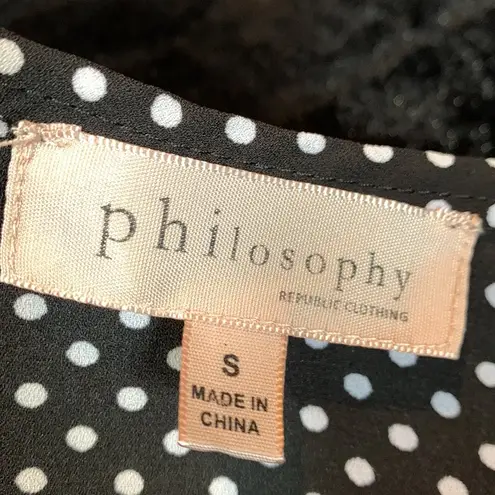 philosophy
REPUBLIC CLOTHING
S
MADE IN
CHINA